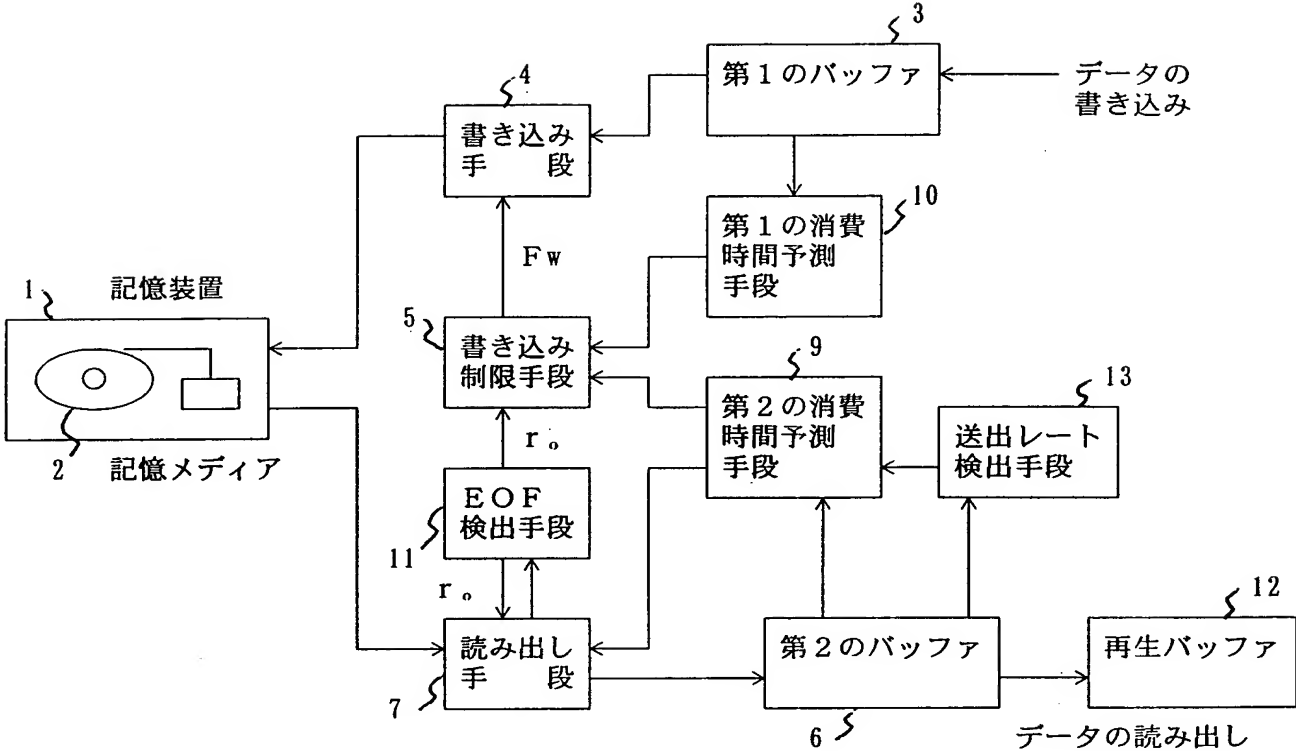 3
第1のバッファ
データの
書き込み
4
書き込み
手　　段
10
第1の消費
時間予測
手段
Fw
1
記憶装置
5
書き込み
制限手段
9
第2の消費
時間予測
手段
13
送出レート
検出手段
2
記憶メディア
r。
EOF
検出手段
11
r。
読み出し
手　　段
7
第2のバッファ
6
12
再生バッファ
データの読み出し